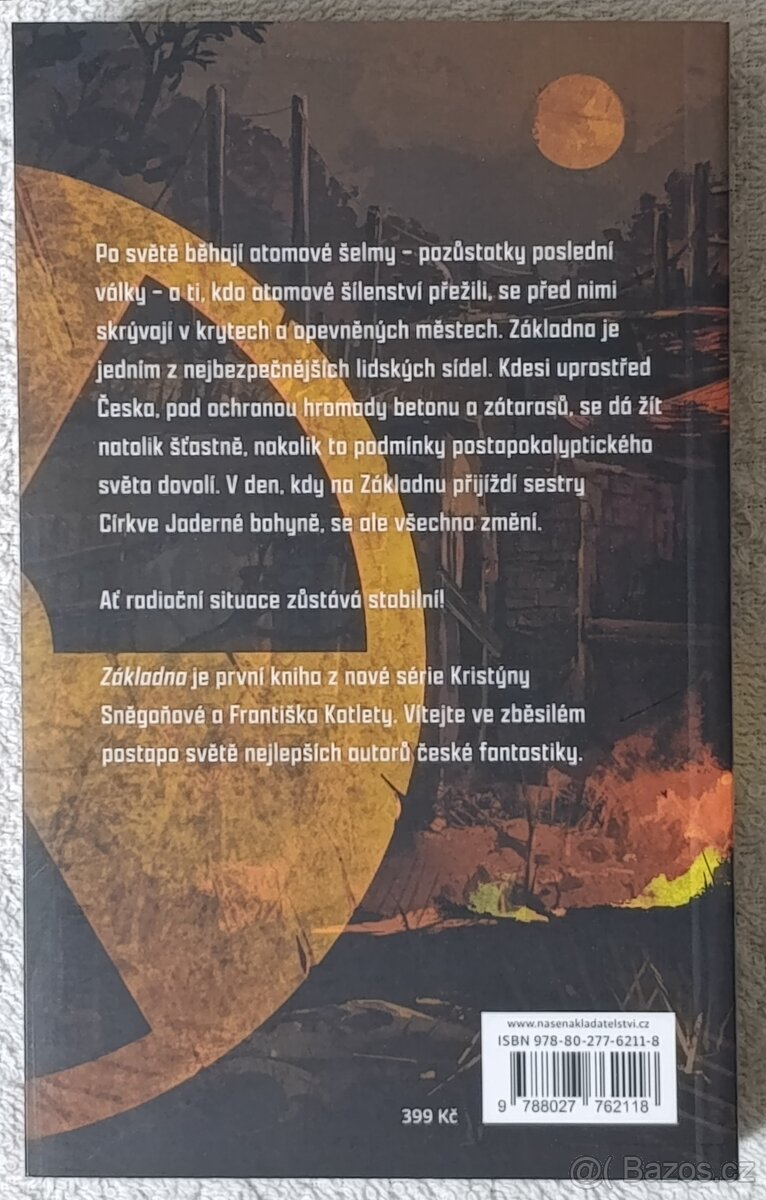 Po světě běhají atomové šelmy – pozůstatky poslední
války – a ti, kdo atomové šílenství přežili, se před nimi
skrývají v krytech a opevněných městech. Základna je
jedním z nejbezpečnějších lidských sídel. Kdesi uprostřed
Česka, pod ochranou hromady betonu a zátarasů, se dá žít
natolik šťastně, nakolik to podmínky postapokalyptického
světa dovolí. V den, kdy na Základnu přijíždí sestry
Církve Jaderné bohyně, se ale všechno změní.
Ať radiační situace zůstává stabilní!
Základna je první kniha z nové série Kristýny
Sněgoňové a Františka Kotlety. Vítejte ve zběsilém
postapo světě nejlepších autorů české fantastiky.
www.nasenakladatelstvi.cz
ISBN 978-80-277-6211-8
9 788027 762118
399 Kč
@( Bazos.cz